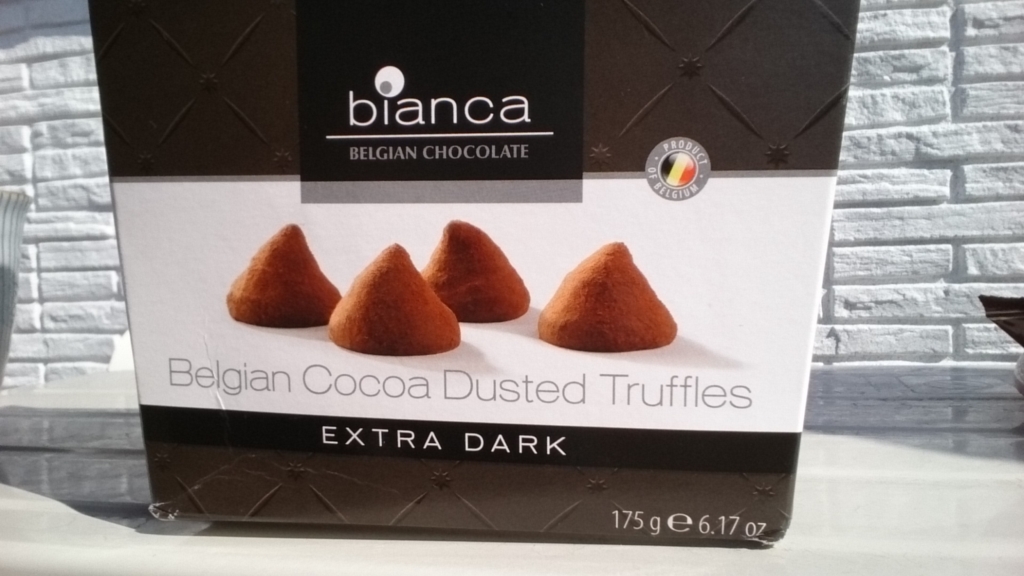 bianca
BELGIAN CHOCOLATE
PRODUCT OF BELGIUM
Belgian Cocoa Dusted Truffles
EXTRA DARK
175 g ℮ 6.17 oz